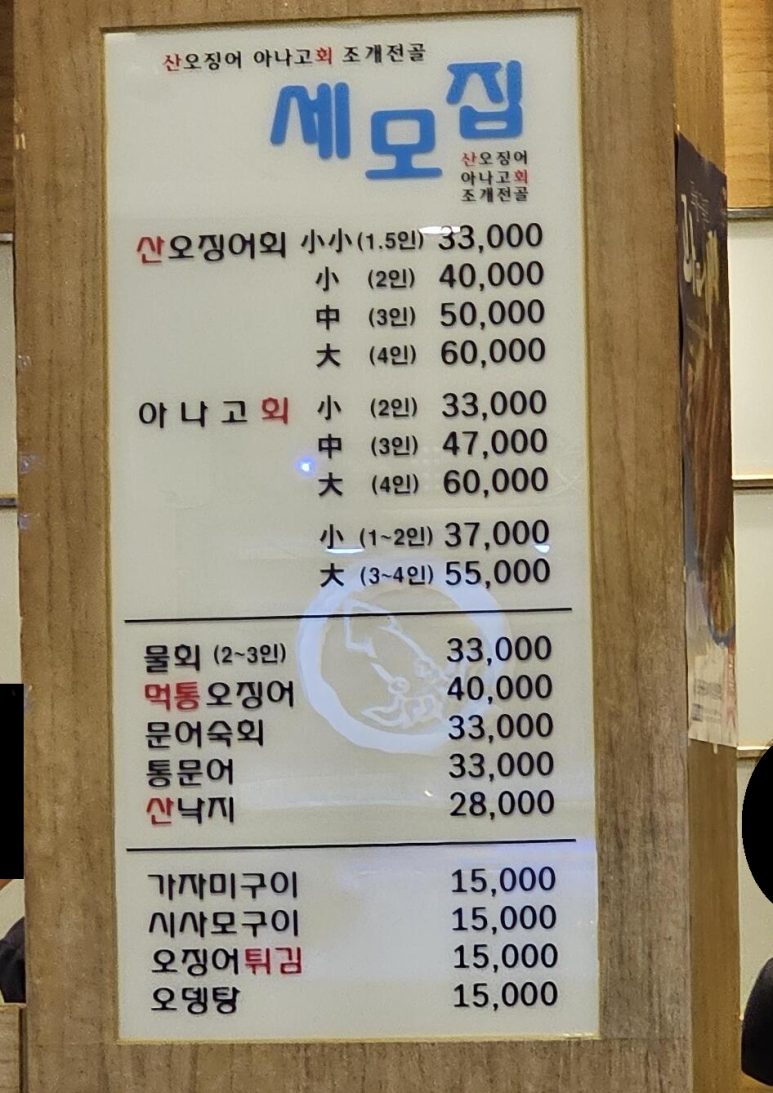 산오징어 아나고회 조개전골
세모집
산오징어
아나고회
조개전골
산오징어회 小小 (1.5인) 33,000
小 (2인) 40,000
中 (3인) 50,000
大 (4인) 60,000
아나고회 小 (2인) 33,000
中 (3인) 47,000
大 (4인) 60,000
小 (1~2인) 37,000
大 (3~4인) 55,000
물회 (2~3인) 33,000
먹통오징어 40,000
문어숙회 33,000
통문어 33,000
산낙지 28,000
가자미구이 15,000
시사모구이 15,000
오징어튀김 15,000
오뎅탕 15,000